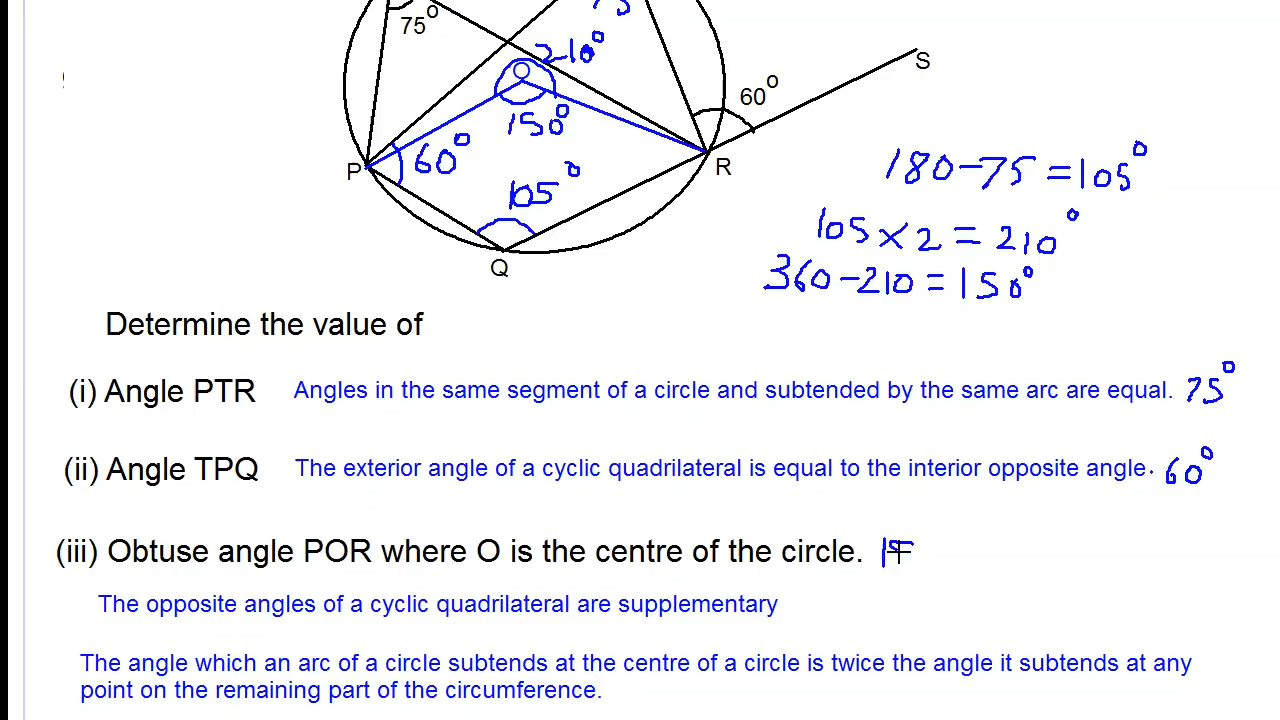 75°
75
210°
O
S
60°
150°
60°
P
R
180-75=105°
105°
105×2=210°
Q
360-210=150°
Determine the value of
(i) Angle PTR Angles in the same segment of a circle and subtended by the same arc are equal. 75°
(ii) Angle TPQ The exterior angle of a cyclic quadrilateral is equal to the interior opposite angle. 60°
(iii) Obtuse angle POR where O is the centre of the circle.
The opposite angles of a cyclic quadrilateral are supplementary
The angle which an arc of a circle subtends at the centre of a circle is twice the angle it subtends at any
point on the remaining part of the circumference.